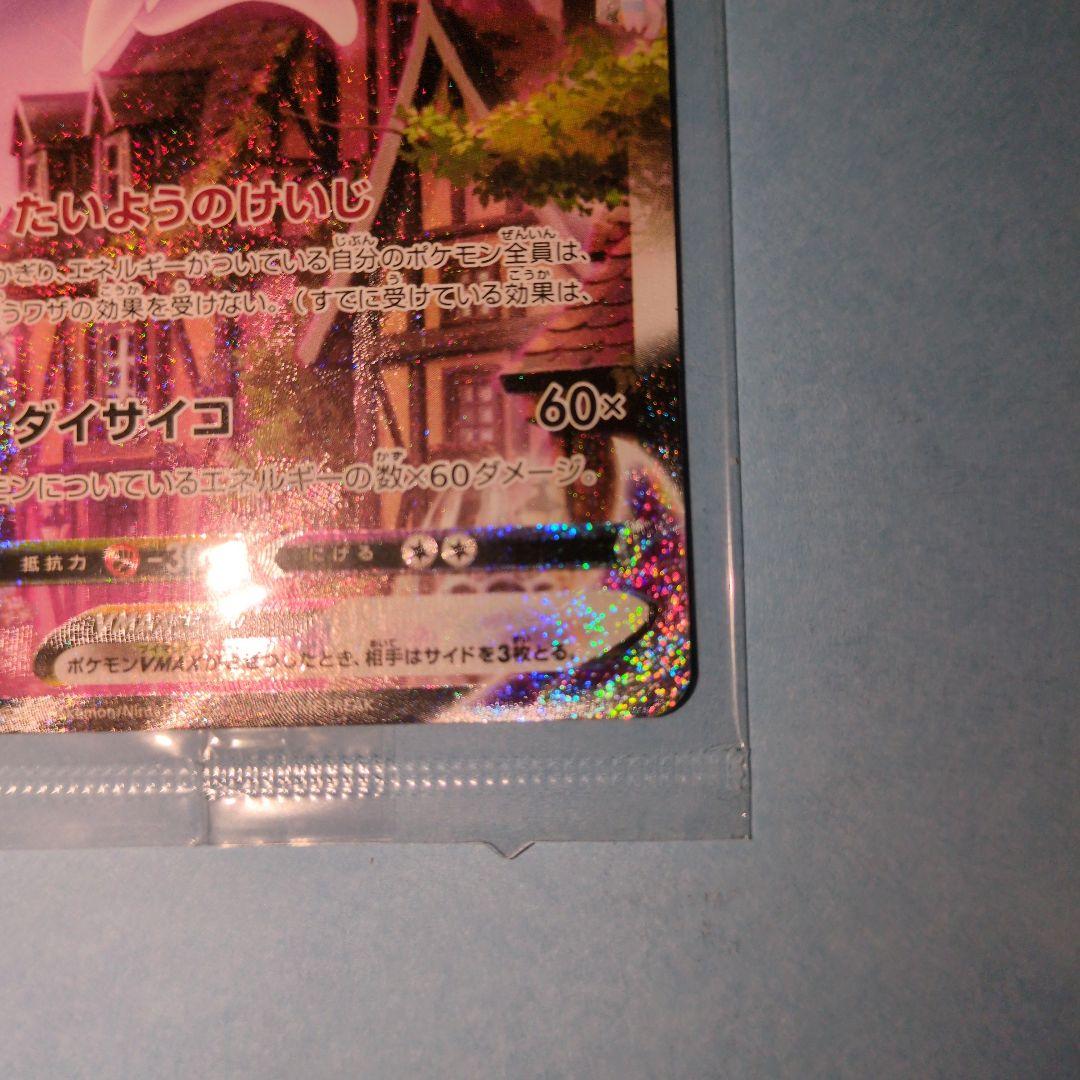 たいようのけいじ
かぎり、エネルギーがついている自分のポケモン全員は、
うワザの効果を受けない。（すでに受けている効果は、
ダイサイコ 60×
モンについているエネルギーの数×60ダメージ。
抵抗力 -3 にげる
ポケモンVMAXがきぜつしたとき、相手はサイドを3枚とる。